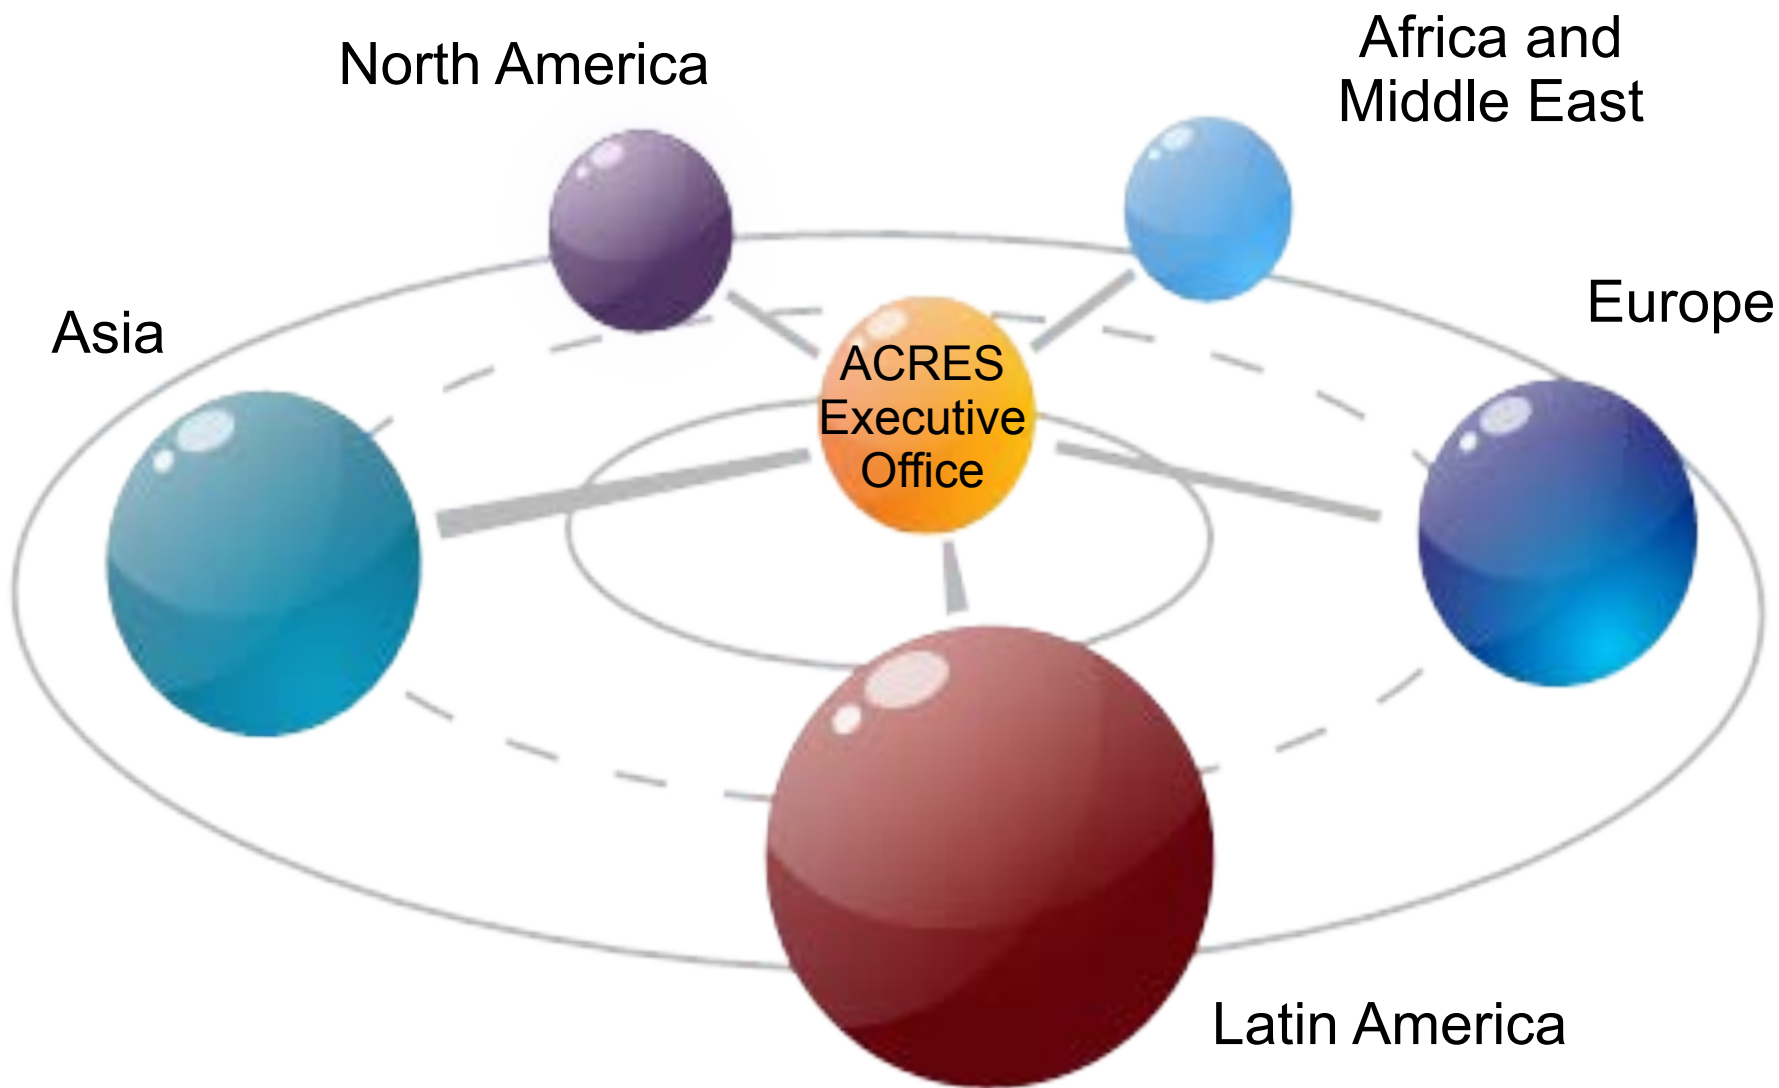 North America
Africa and
Middle East
Asia
Europe
ACRES
Executive
Office
Latin America